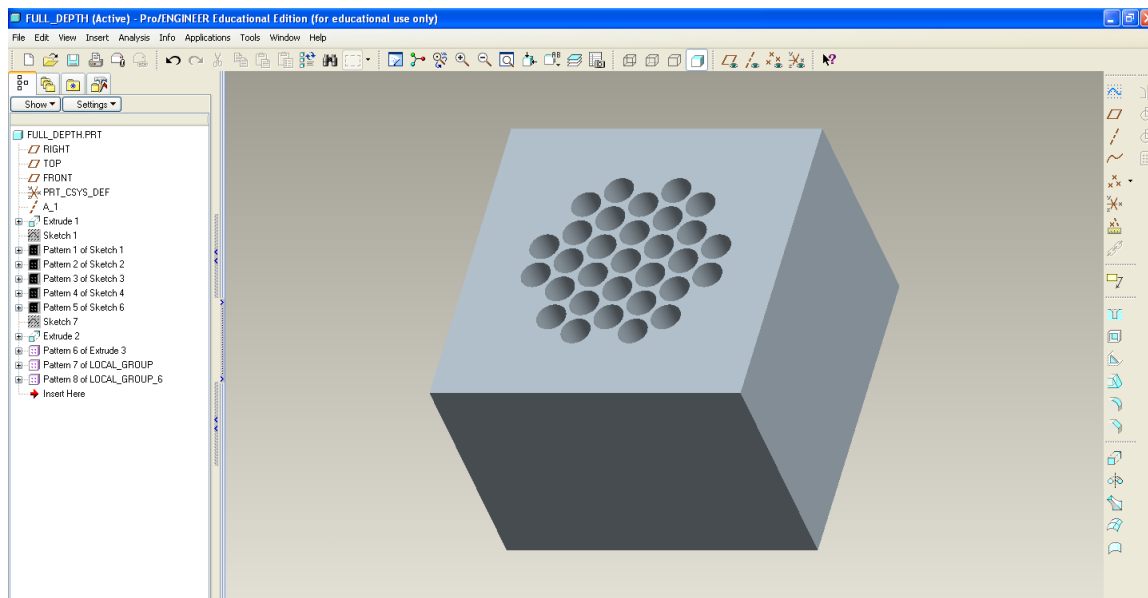 FULL_DEPTH (Active) - Pro/ENGINEER Educational Edition (for educational use only)
File Edit View Insert Analysis Info Applications Tools Window Help
Show Settings
FULL_DEPTH.PRT
RIGHT
TOP
FRONT
PRT_CSYS_DEF
A_1
Extrude 1
Sketch 1
Pattern 1 of Sketch 1
Pattern 2 of Sketch 2
Pattern 3 of Sketch 3
Pattern 4 of Sketch 4
Pattern 5 of Sketch 6
Sketch 7
Extrude 2
Pattern 6 of Extrude 3
Pattern 7 of LOCAL_GROUP
Pattern 8 of LOCAL_GROUP_6
Insert Here